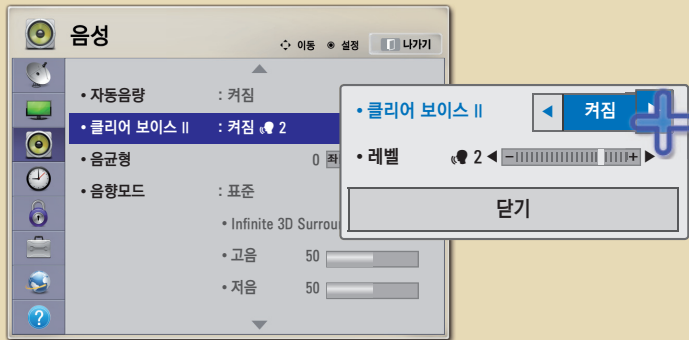 음성
이동 설정 나가기
• 자동음량 : 켜짐
• 클리어 보이스 II : 켜짐 2
• 음균형 0 좌
• 음향모드 : 표준
• Infinite 3D Surrou
• 고음 50
• 저음 50
• 클리어 보이스 II ◀ 켜짐
• 레벨 2 ◀ − + ▶
닫기
?